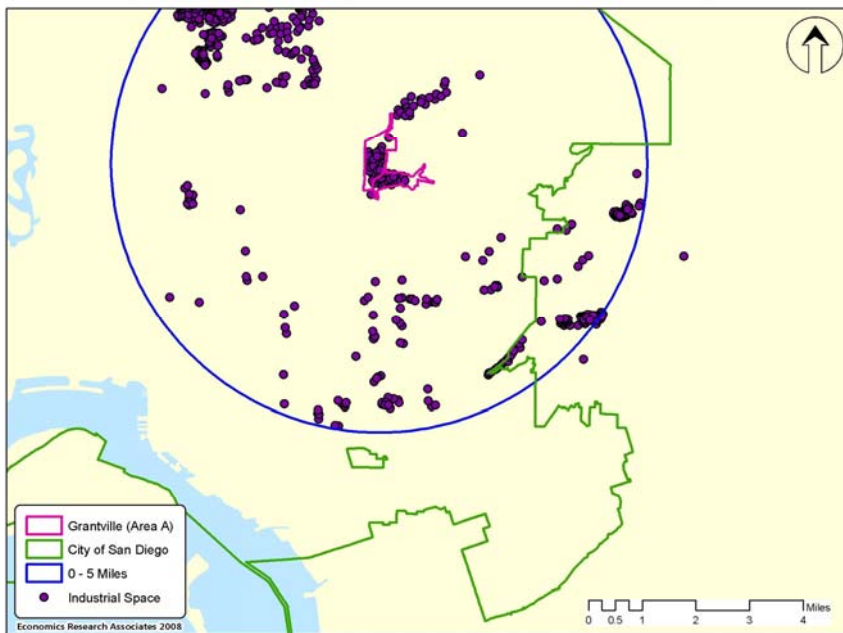 Grantville (Area A)
City of San Diego
0 - 5 Miles
Industrial Space
Economics Research Associates 2008
Miles
0 0.5 1 2 3 4